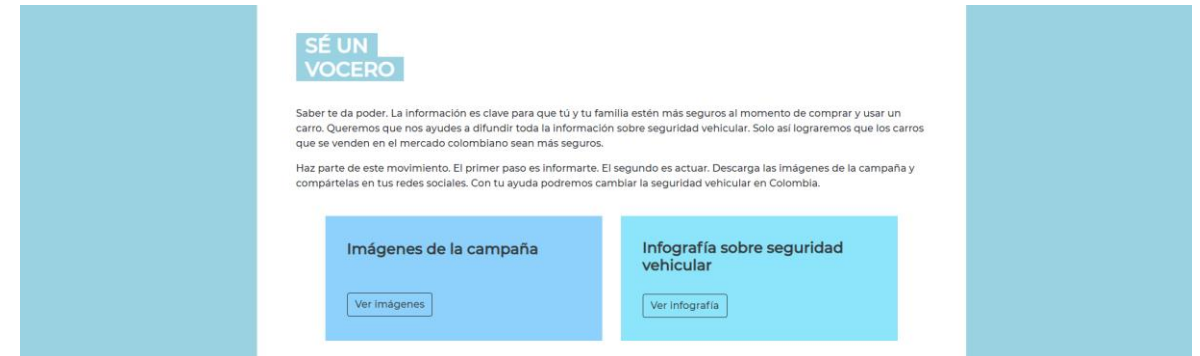 SÉ UN
VOCERO
Saber te da poder. La información es clave para que tú y tu familia estén más seguros al momento de comprar y usar un
carro. Queremos que nos ayudes a difundir toda la información sobre seguridad vehicular. Solo así lograremos que los carros
que se venden en el mercado colombiano sean más seguros.
Haz parte de este movimiento. El primer paso es informarte. El segundo es actuar. Descarga las imágenes de la campaña y
compártelas en tus redes sociales. Con tu ayuda podremos cambiar la seguridad vehicular en Colombia.
Imágenes de la campaña
Ver imágenes
Infografía sobre seguridad
vehicular
Ver infografía